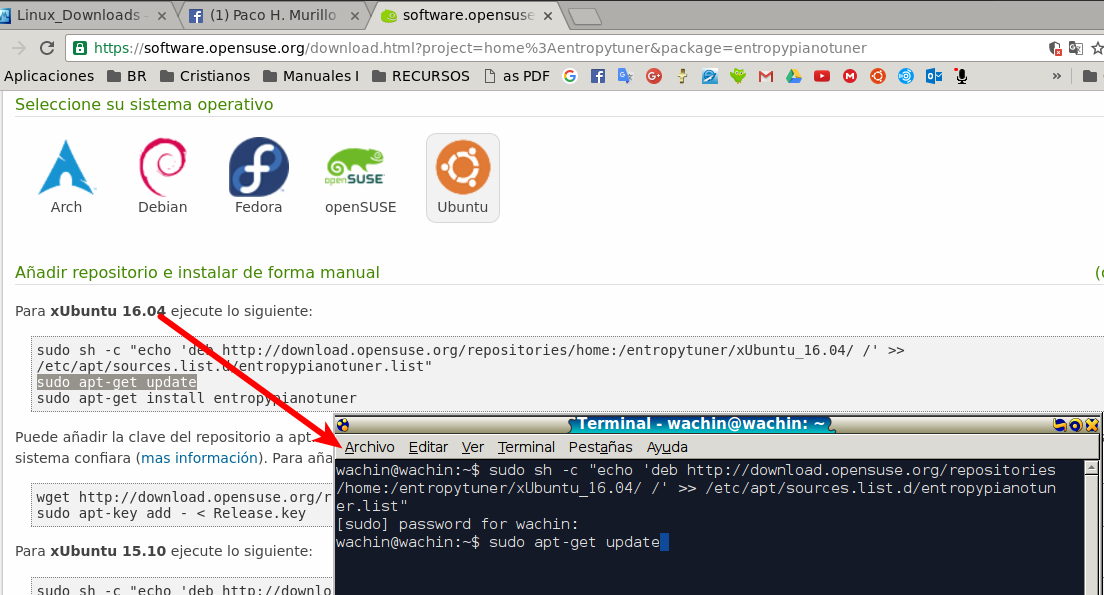 Linux_Downloads -
(1) Paco H. Murillo
software.opensuse
https://software.opensuse.org/download.html?project=home%3Aentropytuner&package=entropypianotuner
Aplicaciones BR Cristianos Manuales I RECURSOS as PDF »
Seleccione su sistema operativo
openSUSE
Arch Debian Fedora openSUSE Ubuntu
Añadir repositorio e instalar de forma manual
Para xUbuntu 16.04 ejecute lo siguiente:
sudo sh -c "echo 'deb http://download.opensuse.org/repositories/home:/entropytuner/xUbuntu_16.04/ /' >>
/etc/apt/sources.list.d/entropypianotuner.list"
sudo apt-get update
sudo apt-get install entropypianotuner
Puede añadir la clave del repositorio a apt.
sistema confiara (mas información). Para aña
wget http://download.opensuse.org/r
sudo apt-key add - < Release.key
Para xUbuntu 15.10 ejecute lo siguiente:
sudo sh -c "echo 'deb http://downlo
Terminal - wachin@wachin: ~
Archivo Editar Ver Terminal Pestañas Ayuda
wachin@wachin:~$ sudo sh -c "echo 'deb http://download.opensuse.org/repositories
/home:/entropytuner/xUbuntu_16.04/ /' >> /etc/apt/sources.list.d/entropypianotun
er.list"
[sudo] password for wachin:
wachin@wachin:~$ sudo apt-get update